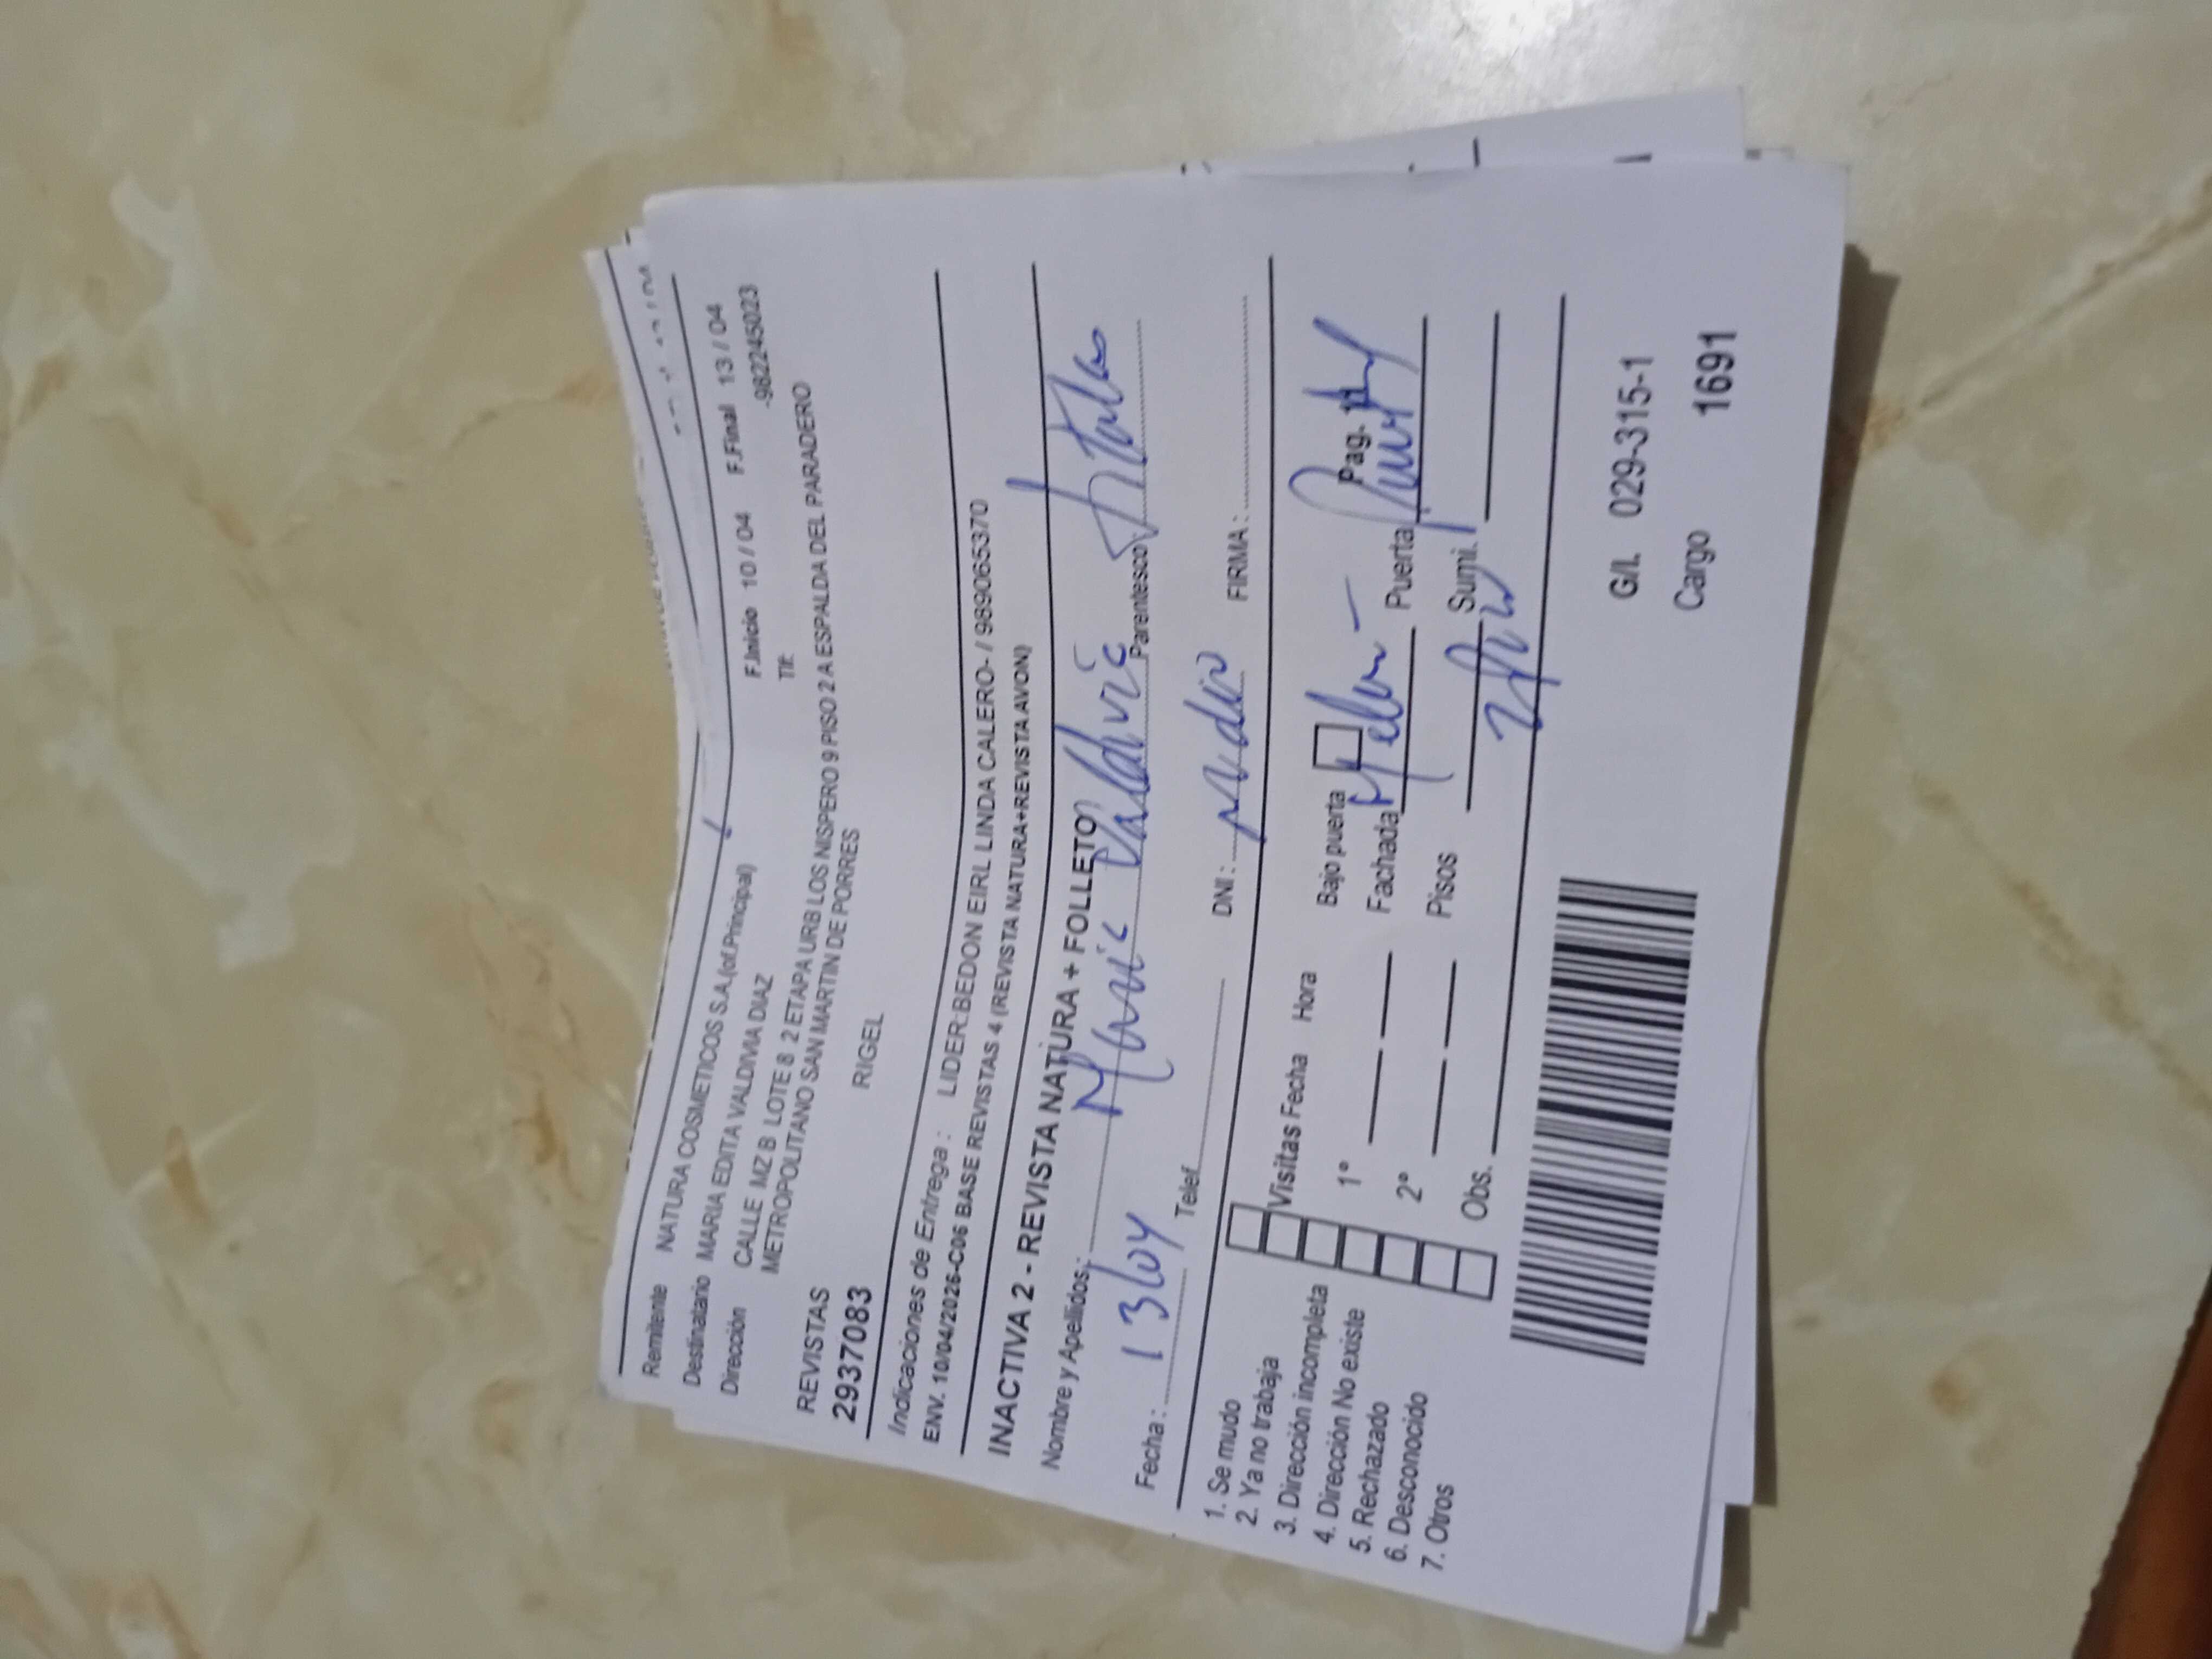 Remitente NATURA COSMETICOS S.A.(of.Principal)
Destinatario MARIA EDITA VALDIVIA DIAZ F.Inicio 10 / 04 F.Final 13 / 04
Dirección CALLE MZ B LOTE 8 2 ETAPA URB LOS NISPERO 9 PISO 2 A ESPALDA DEL PARADERO Tlf: -982245023
METROPOLITANO SAN MARTIN DE PORRES
REVISTAS RIGEL
2937083
Indicaciones de Entrega : LIDER:BEDON EIRL LINDA CALERO- / 989065370
ENV. 10/04/2026-C06 BASE REVISTAS 4 (REVISTA NATURA+REVISTA AVON)
INACTIVA 2 - REVISTA NATURA + FOLLETO
Nombre y Apellidos: Parentesco:
Fecha : 13/04 Telef. DNI : FIRMA :
1. Se mudo
2. Ya no trabaja
3. Dirección incompleta
4. Dirección No existe
5. Rechazado
6. Desconocido
7. Otros
Visitas Fecha Hora Bajo puerta Pag.
1º Fachada Puerta
2º Pisos Sumi.
Obs.
G/L 029-315-1
Cargo 1691